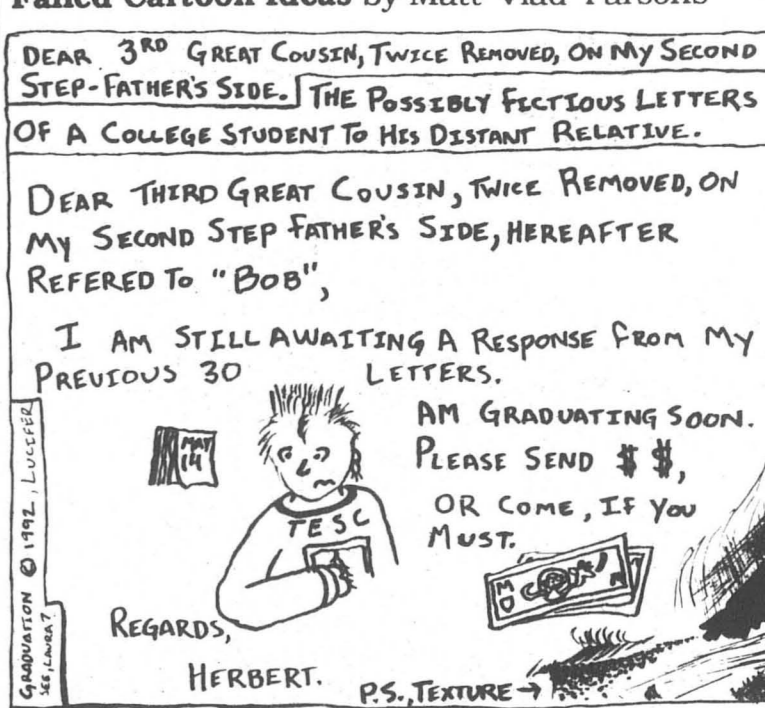 Failed Cartoon Ideas by Matt "Vlad" Parsons
DEAR 3RD GREAT COUSIN, TWICE REMOVED, ON MY SECOND
STEP-FATHER'S SIDE. THE POSSIBLY FICTIOUS LETTERS
OF A COLLEGE STUDENT TO HIS DISTANT RELATIVE.
DEAR THIRD GREAT COUSIN, TWICE REMOVED, ON
MY SECOND STEP FATHER'S SIDE, HEREAFTER
REFERED TO "BOB",
I AM STILL AWAITING A RESPONSE FROM MY
PREVIOUS 30 LETTERS.
MAY
14
TESC
AM GRADUATING SOON.
PLEASE SEND $ $,
OR COME, IF YOU
MUST.
REGARDS,
HERBERT.
P.S., TEXTURE →
GRADUATION © 1992, LUCIFER
SEE, LAURA?